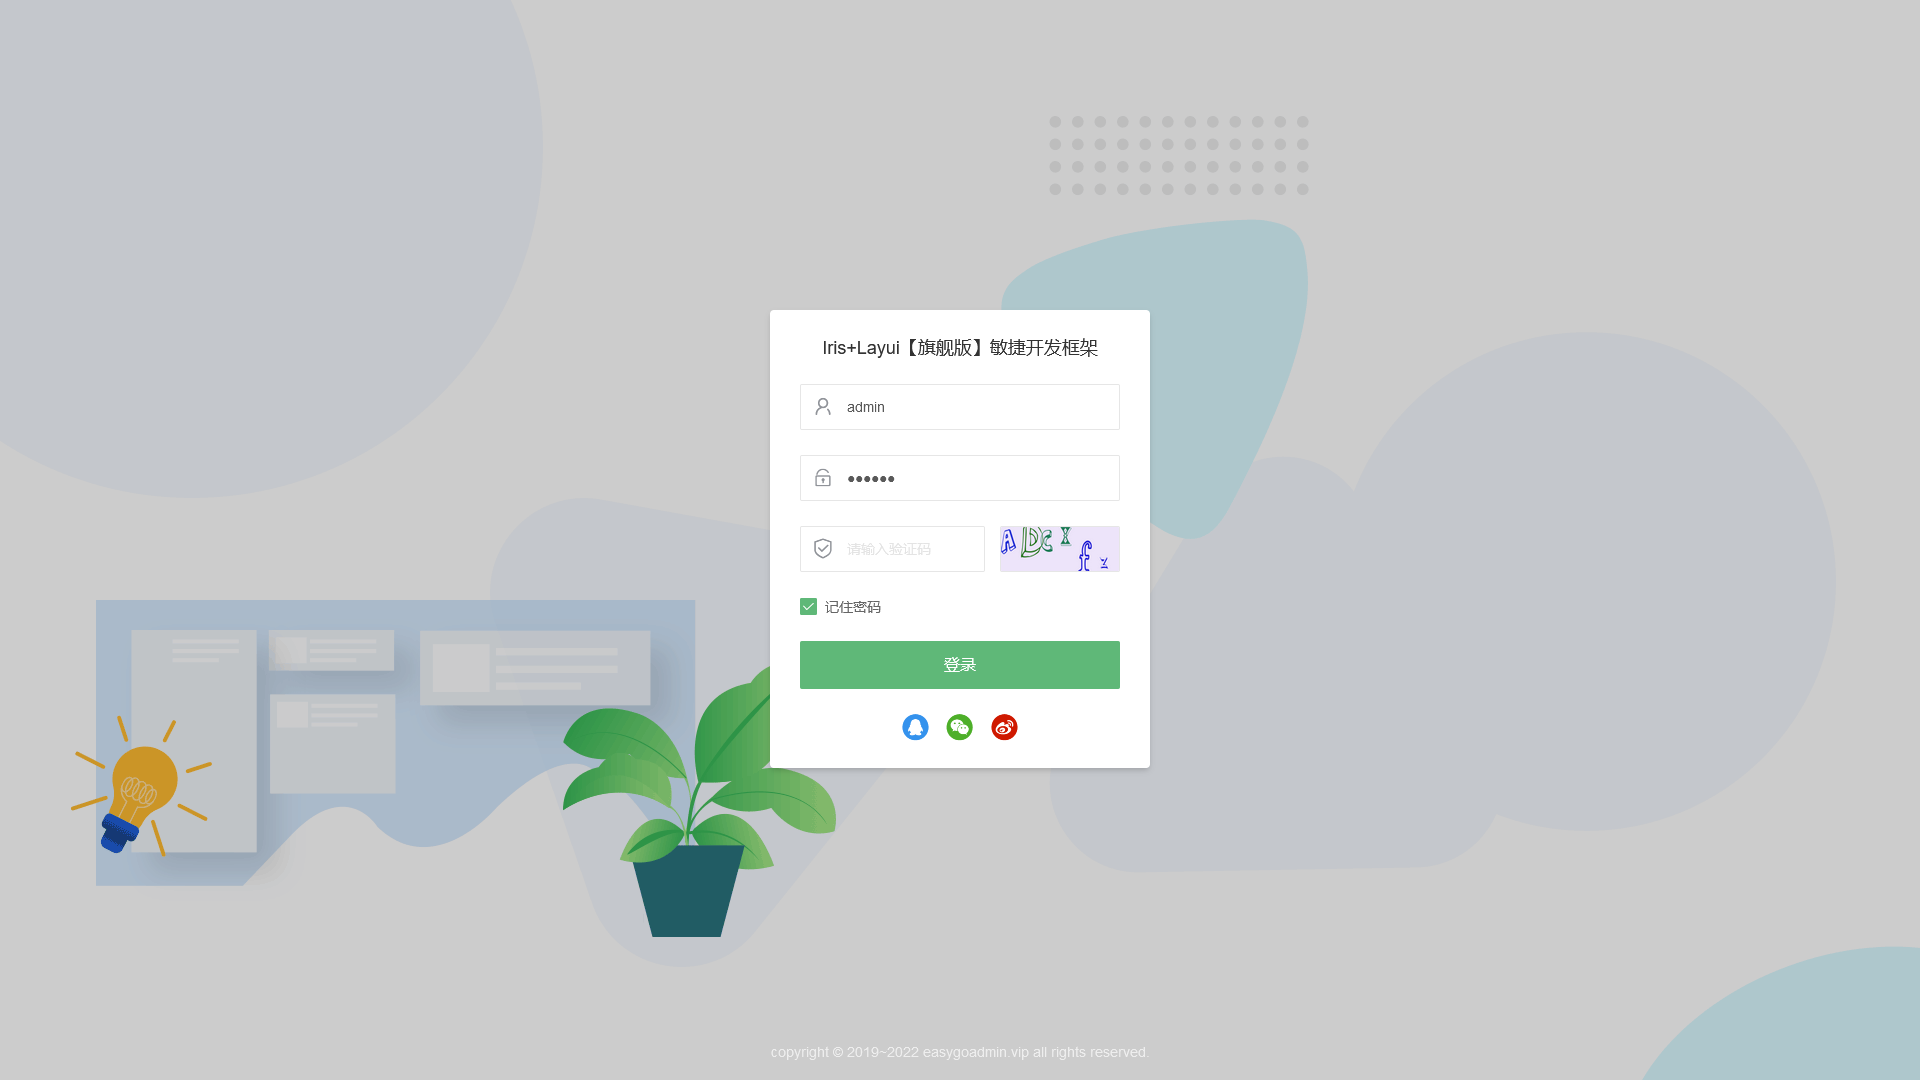 Iris+Layui【旗舰版】敏捷开发框架
admin
••••••
请输入验证码
记住密码
登录
copyright © 2019~2022 easygoadmin.vip all rights reserved.